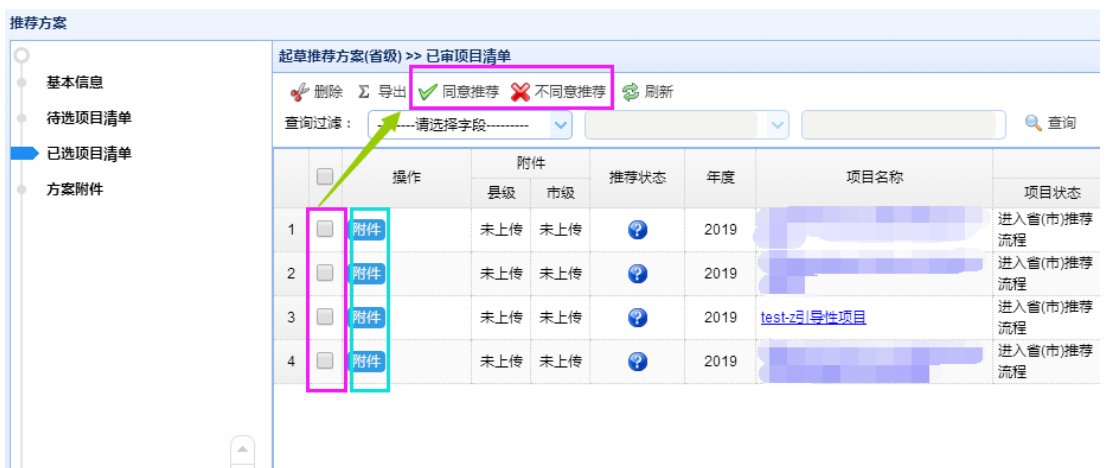 推荐方案
基本信息
待选项目清单
已选项目清单
方案附件
起草推荐方案(省级) >> 已审项目清单
删除 Σ 导出 同意推荐 不同意推荐 刷新
查询过滤： --------请选择字段--------- 查询
操作 附件 推荐状态 年度 项目名称
县级 市级 项目状态
1 附件 未上传 未上传 ? 2019 进入省(市)推荐
流程
2 附件 未上传 未上传 ? 2019 进入省(市)推荐
流程
3 附件 未上传 未上传 ? 2019 test-z引导性项目 进入省(市)推荐
流程
4 附件 未上传 未上传 ? 2019 进入省(市)推荐
流程